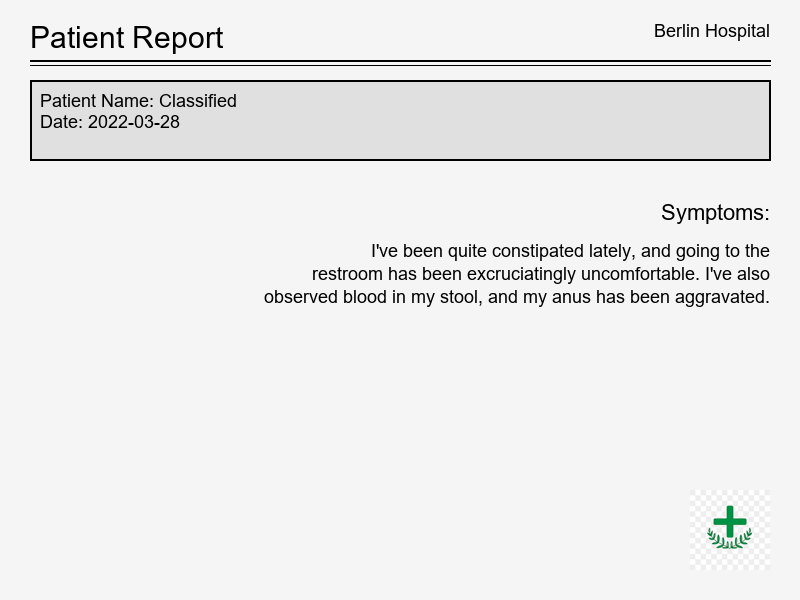 Patient Report
Berlin Hospital
Patient Name: Classified
Date: 2022-03-28
Symptoms:
I've been quite constipated lately, and going to the
restroom has been excruciatingly uncomfortable. I've also
observed blood in my stool, and my anus has been aggravated.